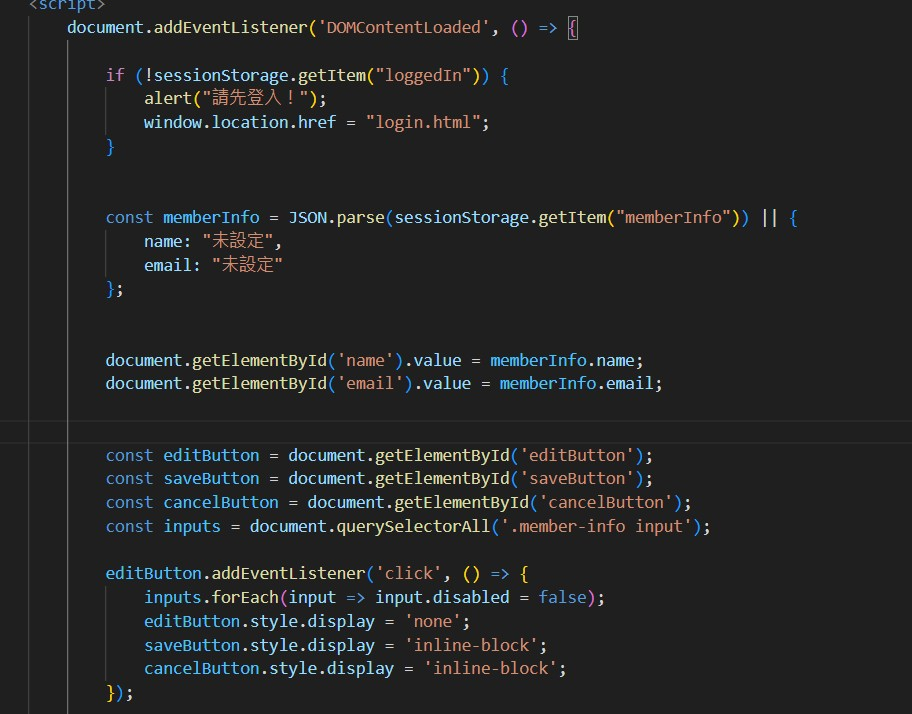 <script>
document.addEventListener('DOMContentLoaded', () => {
if (!sessionStorage.getItem("loggedIn")) {
alert("請先登入！");
window.location.href = "login.html";
}
const memberInfo = JSON.parse(sessionStorage.getItem("memberInfo")) || {
name: "未設定",
email: "未設定"
};
document.getElementById('name').value = memberInfo.name;
document.getElementById('email').value = memberInfo.email;
const editButton = document.getElementById('editButton');
const saveButton = document.getElementById('saveButton');
const cancelButton = document.getElementById('cancelButton');
const inputs = document.querySelectorAll('.member-info input');
editButton.addEventListener('click', () => {
inputs.forEach(input => input.disabled = false);
editButton.style.display = 'none';
saveButton.style.display = 'inline-block';
cancelButton.style.display = 'inline-block';
});